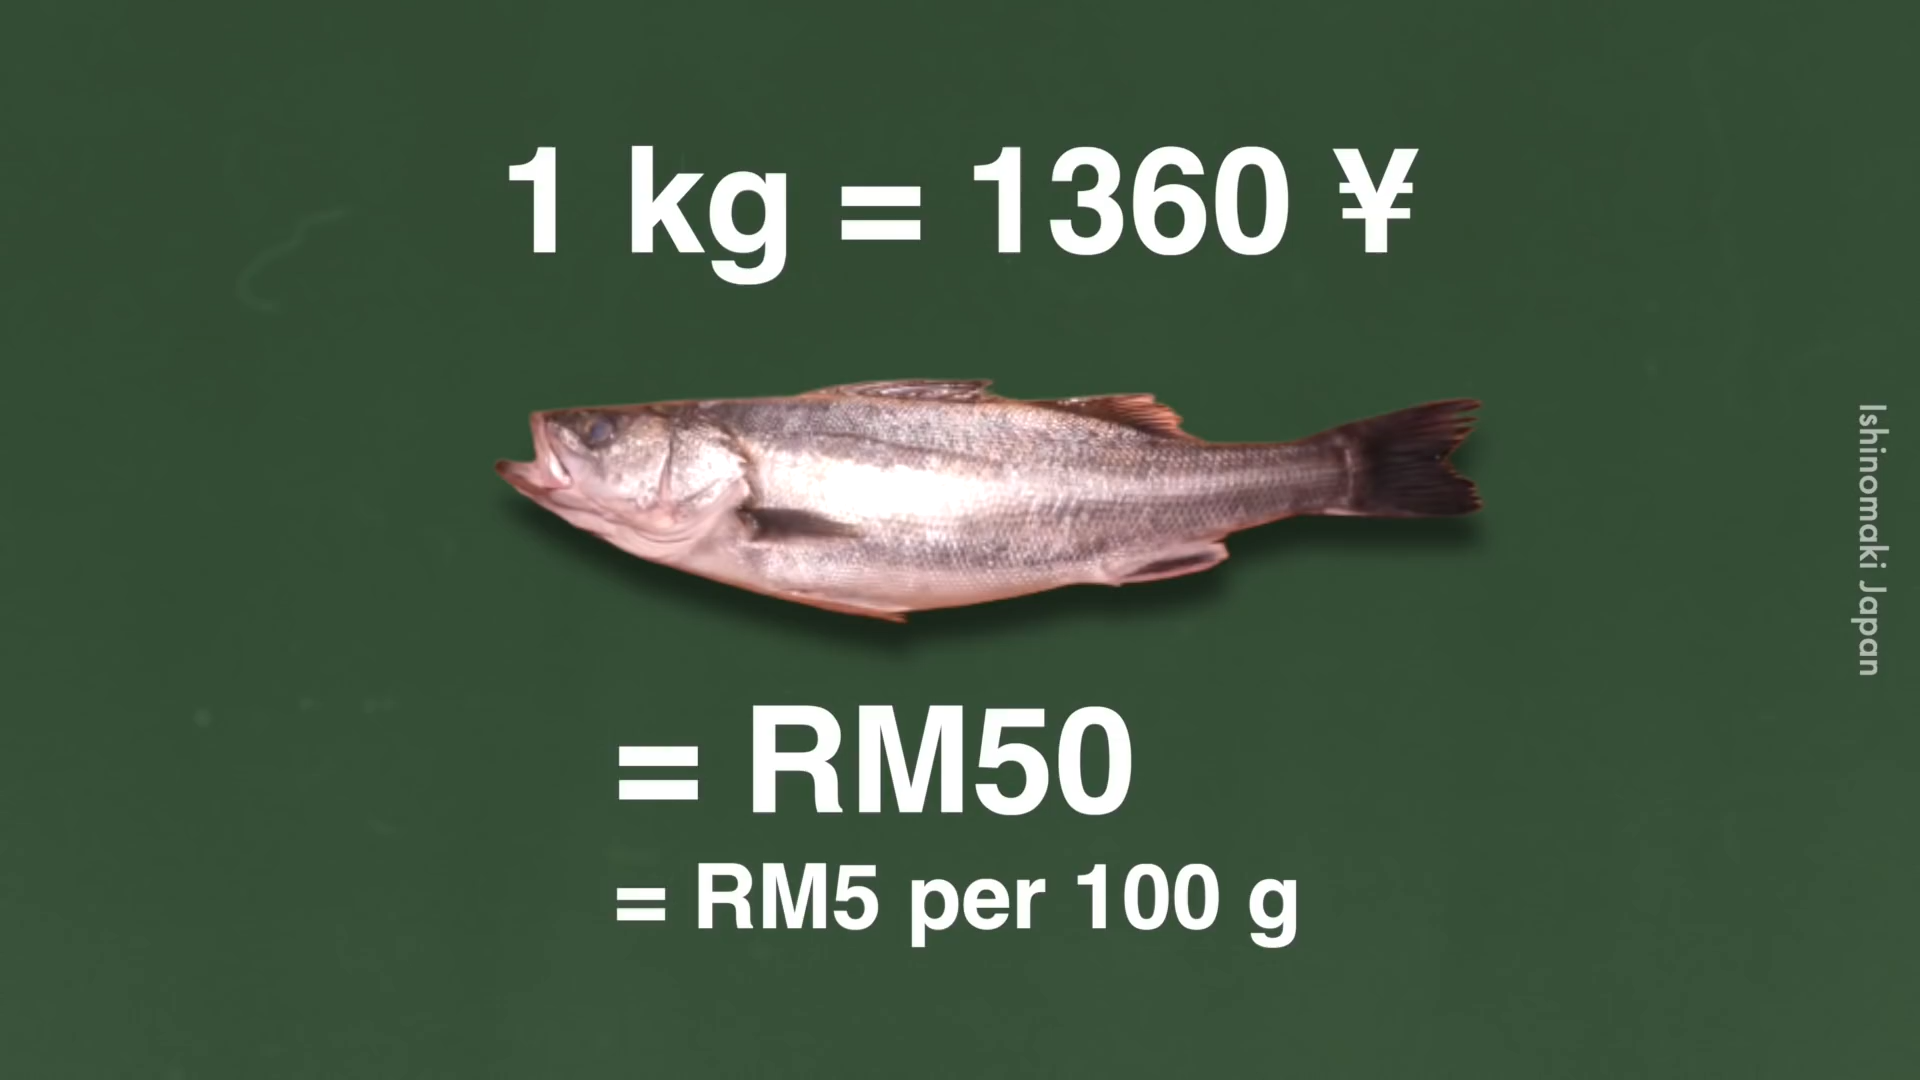 1 kg = 1360 ¥
= RM50
= RM5 per 100 g
Ishinomaki Japan